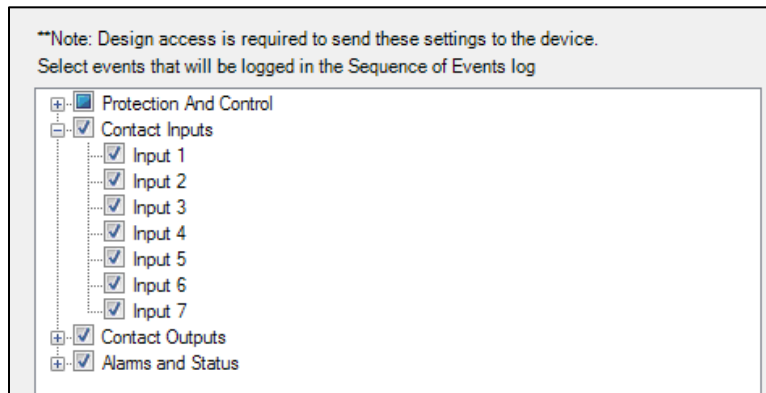 **Note: Design access is required to send these settings to the device.
Select events that will be logged in the Sequence of Events log
Protection And Control
Contact Inputs
Input 1
Input 2
Input 3
Input 4
Input 5
Input 6
Input 7
Contact Outputs
Alarms and Status